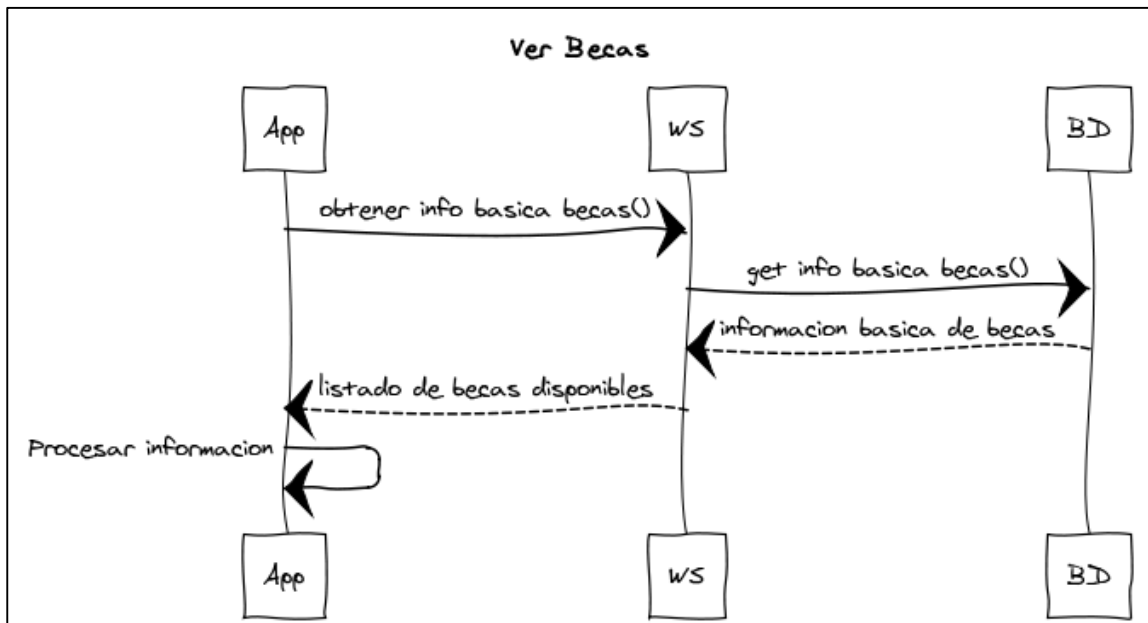 Ver Becas
App
WS
BD
obtener info basica becas()
get info basica becas()
informacion basica de becas
listado de becas disponibles
Procesar informacion
App
WS
BD